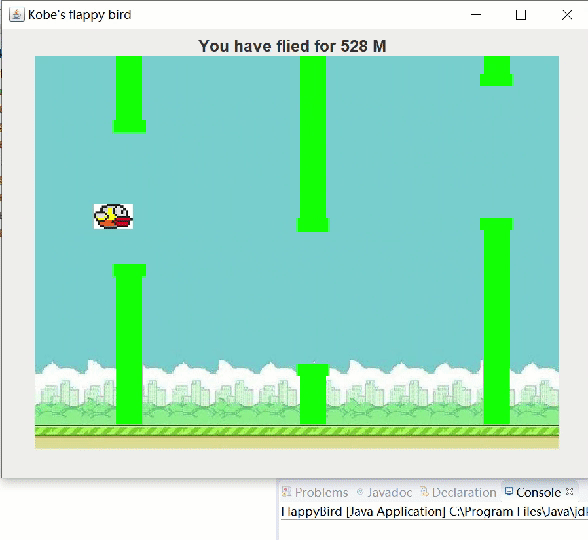 Kobe's flappy bird
You have flied for 528 M
Problems Javadoc Declaration Console
FlappyBird [Java Application] C:\Program Files\Java\jd